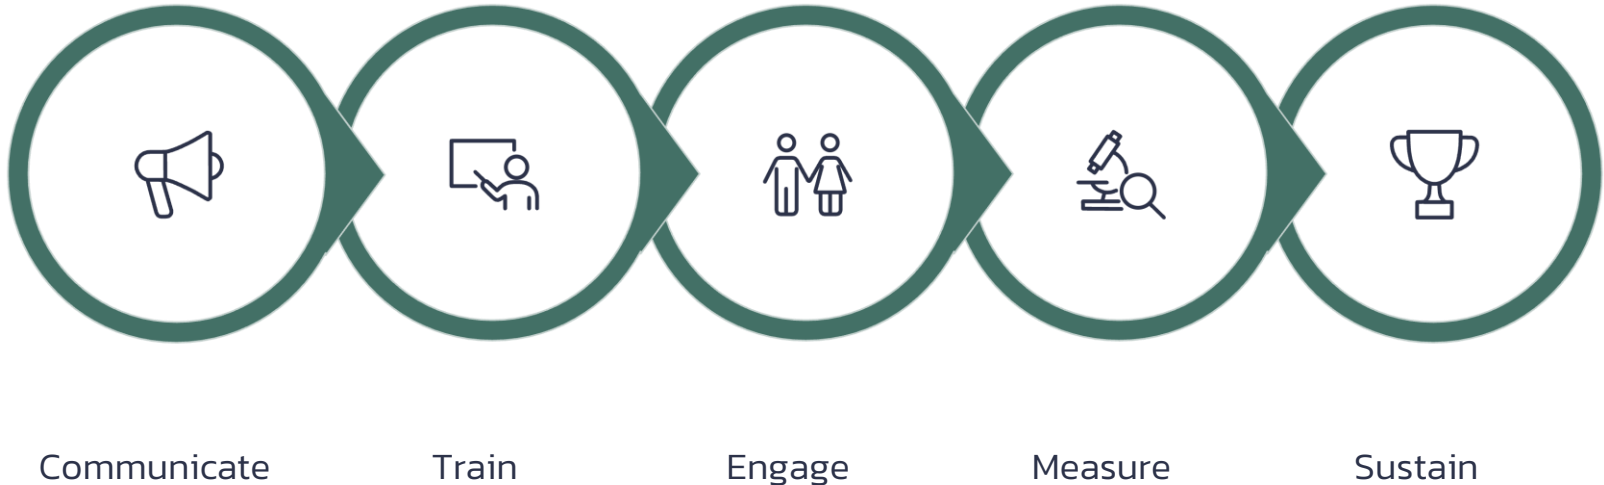 Communicate
Train
Engage
Measure
Sustain